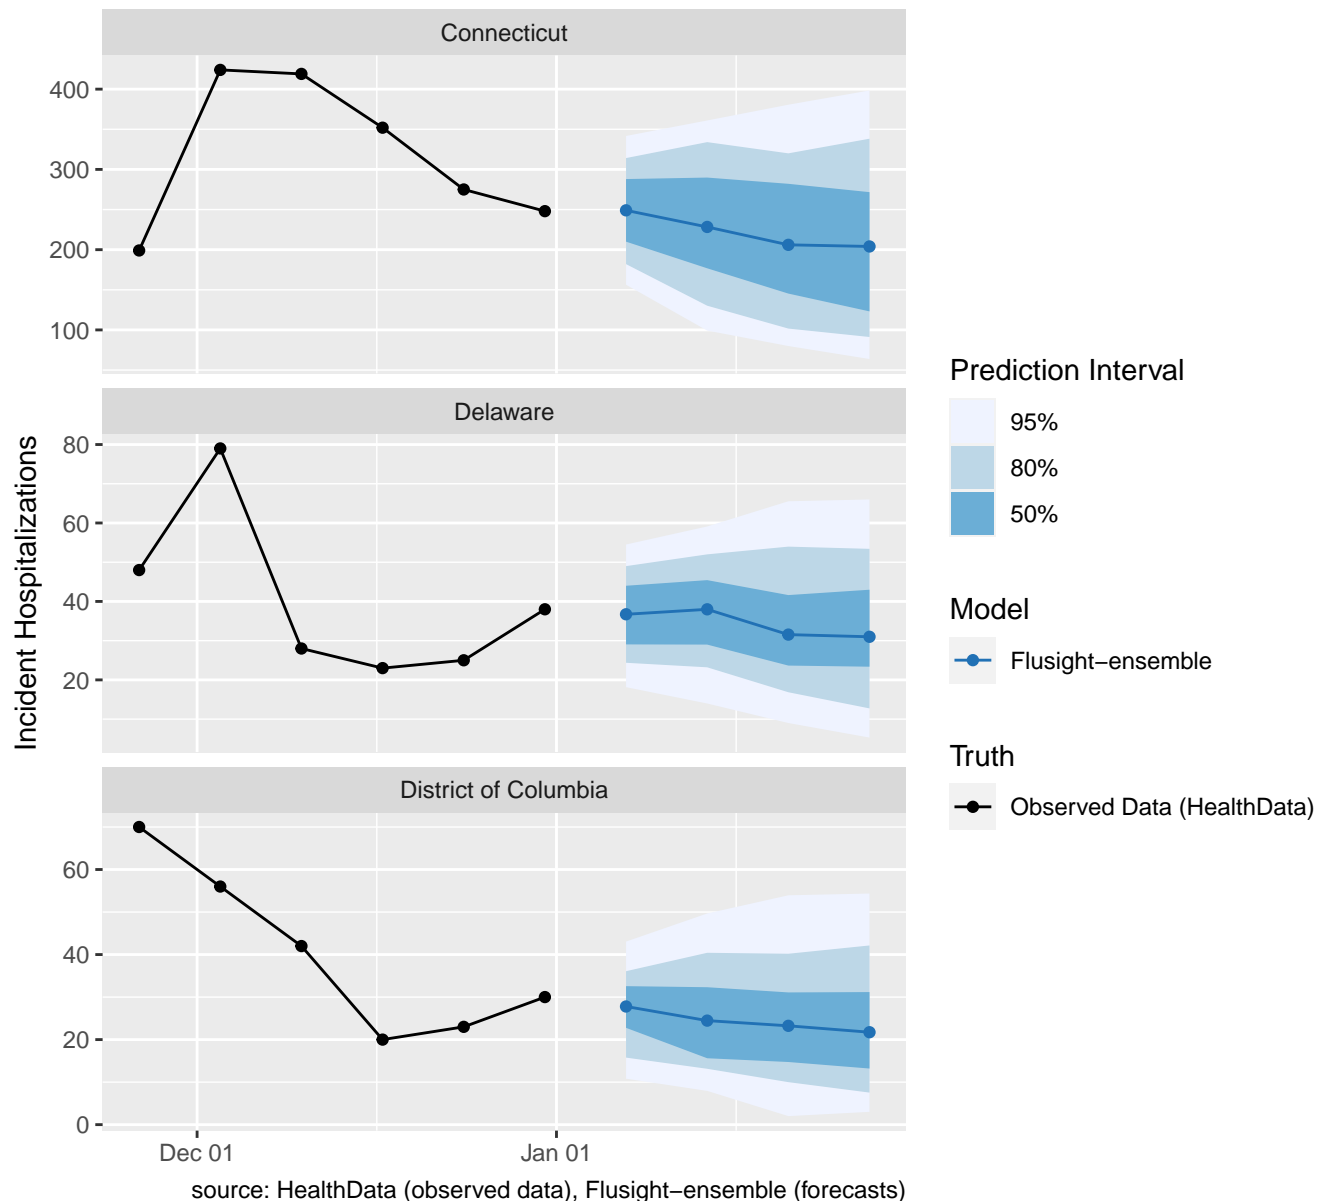 Connecticut
400
300
200
100
Delaware
80
60
40
20
District of Columbia
60
40
20
0
Dec 01
Jan 01
Incident Hospitalizations
source: HealthData (observed data), Flusight−ensemble (forecasts)
Prediction Interval
95%
80%
50%
Model
Flusight−ensemble
Truth
Observed Data (HealthData)